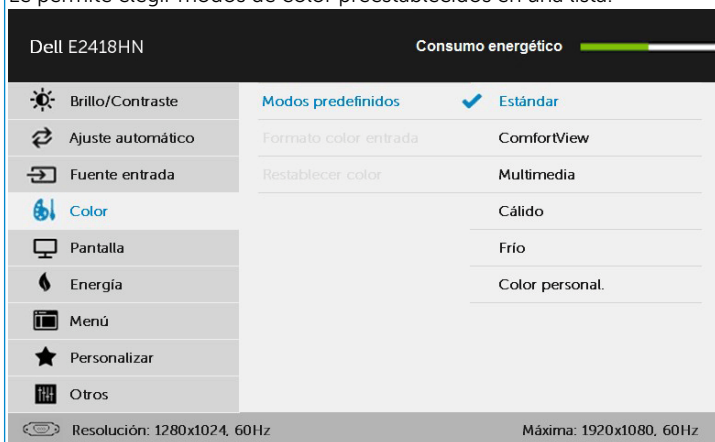 Les permite elegir modos de color preestablecidos en una lista.
Dell E2418HN
Consumo energético
Brillo/Contraste
Modos predefinidos
Estándar
Ajuste automático
Formato color entrada
ComfortView
Fuente entrada
Restablecer color
Multimedia
Color
Cálido
Pantalla
Frío
Energía
Color personal.
Menú
Personalizar
Otros
Resolución: 1280x1024, 60Hz
Máxima: 1920x1080, 60Hz